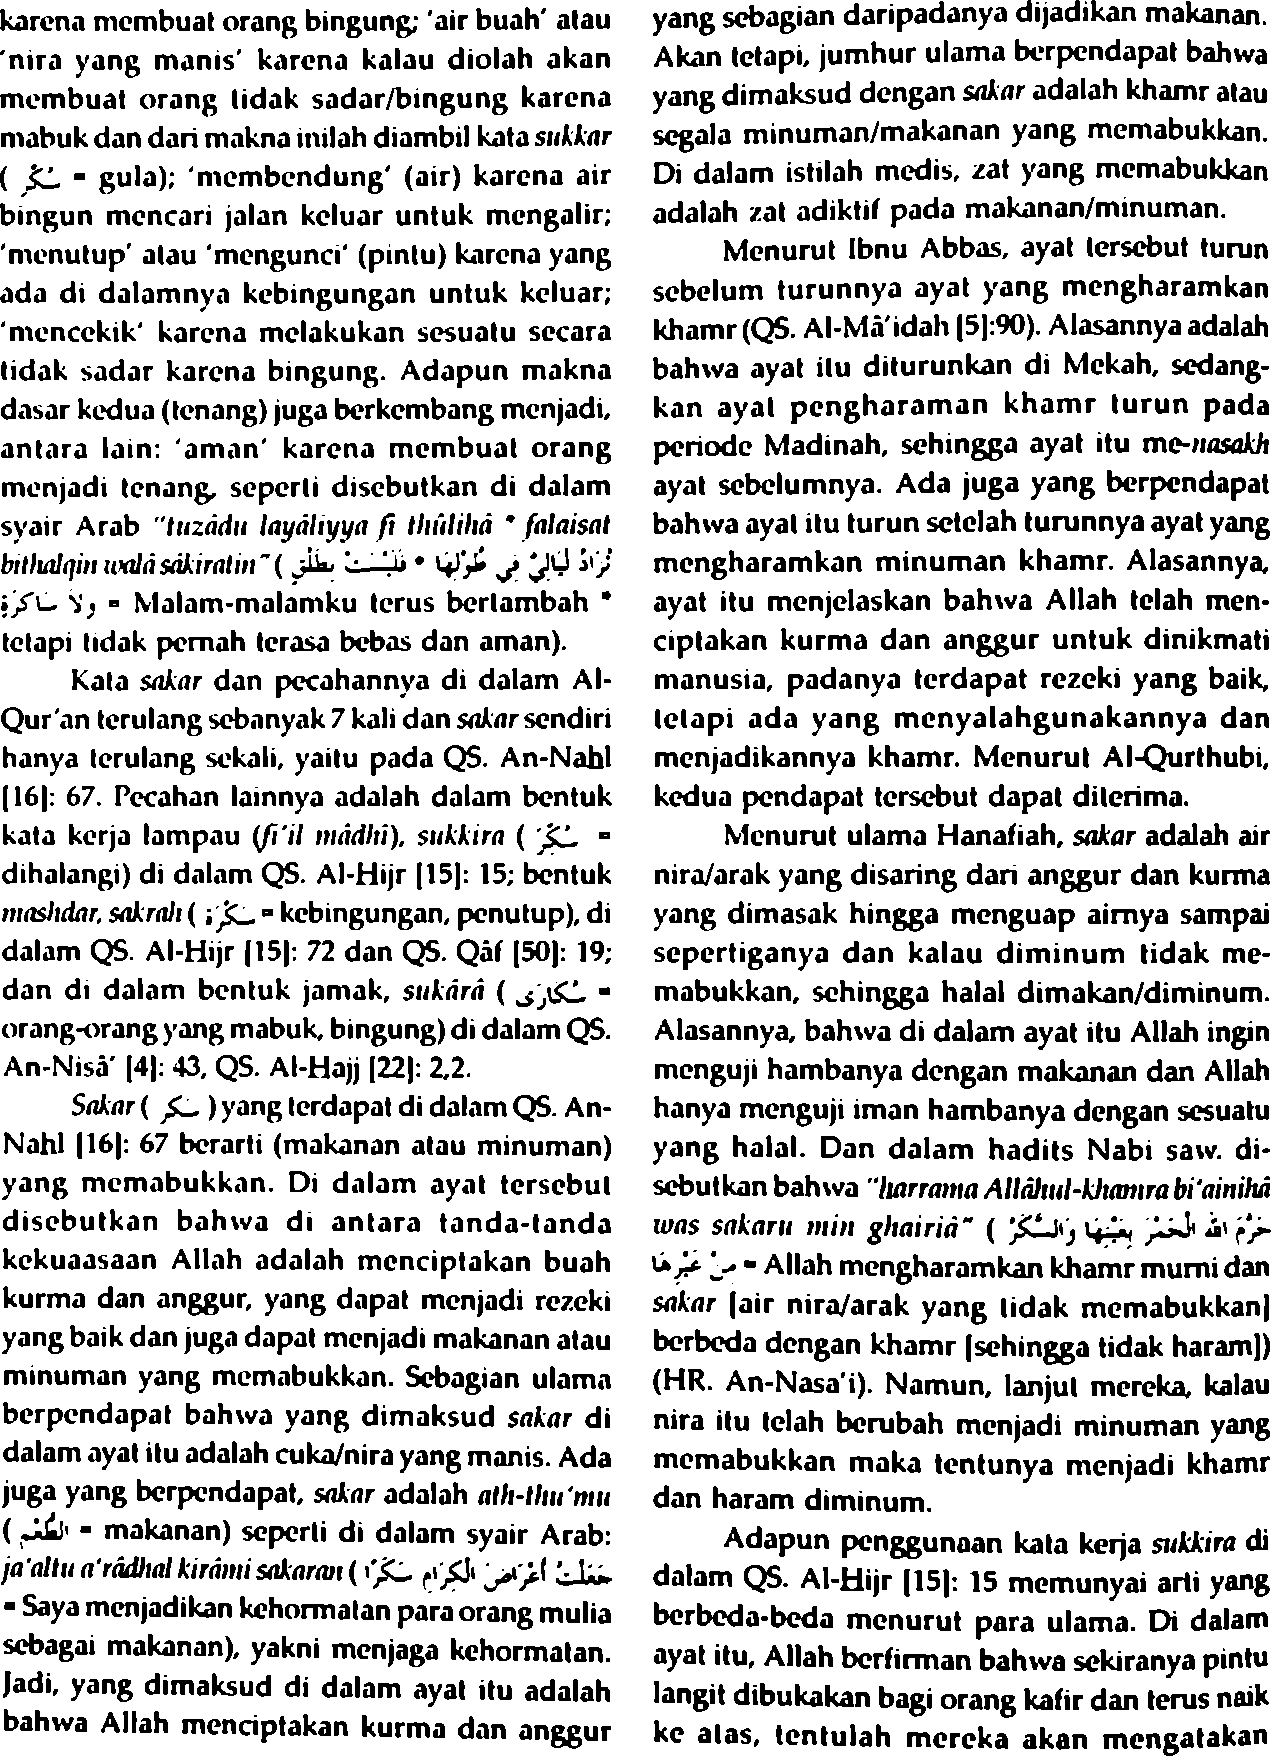 karena membuat orang bingung; 'air buah' atau
'nira yang manis' karena kalau diolah akan
membuat orang tidak sadar/bingung karena
mabuk dan dari makna inilah diambil kata sukkar
( سُكَّر = gula); 'membendung' (air) karena air
bingun mencari jalan keluar untuk mengalir;
'menutup' atau 'mengunci' (pintu) karena yang
ada di dalamnya kebingungan untuk keluar;
'mencekik' karena melakukan sesuatu secara
tidak sadar karena bingung. Adapun makna
dasar kedua (tenang) juga berkembang menjadi,
antara lain: 'aman' karena membuat orang
menjadi tenang, seperti disebutkan di dalam
syair Arab "tuzâdu layâliyya fî thûlihâ * falaisat
bithalqin walâ sâkiratin" ( تُزَادُ لَيَالِيَّ فِي طُوْلِهَا * فَلَيْسَتْ بِطَلْقٍ
وَلاَ سَاكِرَةٍ = Malam-malamku terus bertambah *
tetapi tidak pernah terasa bebas dan aman).
Kata sakar dan pecahannya di dalam Al-
Qur'an terulang sebanyak 7 kali dan sakar sendiri
hanya terulang sekali, yaitu pada QS. An-Nahl
[16]: 67. Pecahan lainnya adalah dalam bentuk
kata kerja lampau (fi'il mâdhî), sukkira ( سُكِّرَ =
dihalangi) di dalam QS. Al-Hijr [15]: 15; bentuk
mashdar, sakrah ( سَكْرَة = kebingungan, penutup), di
dalam QS. Al-Hijr [15]: 72 dan QS. Qâf [50]: 19;
dan di dalam bentuk jamak, sukârâ ( سُكَارَى =
orang-orang yang mabuk, bingung) di dalam QS.
An-Nisâ' [4]: 43, QS. Al-Hajj [22]: 2,2.
Sakar ( سَكَر ) yang terdapat di dalam QS. An-
Nahl [16]: 67 berarti (makanan atau minuman)
yang memabukkan. Di dalam ayat tersebut
disebutkan bahwa di antara tanda-tanda
kekuaasaan Allah adalah menciptakan buah
kurma dan anggur, yang dapat menjadi rezeki
yang baik dan juga dapat menjadi makanan atau
minuman yang memabukkan. Sebagian ulama
berpendapat bahwa yang dimaksud sakar di
dalam ayat itu adalah cuka/nira yang manis. Ada
juga yang berpendapat, sakar adalah ath-thu'mu
( الطُّعْمُ = makanan) seperti di dalam syair Arab:
ja'altu a'râdhal kirâmi sakaran ( جَعَلْتُ أَعْرَاضَ الْكِرَامِ سَكَرًا
= Saya menjadikan kehormatan para orang mulia
sebagai makanan), yakni menjaga kehormatan.
Jadi, yang dimaksud di dalam ayat itu adalah
bahwa Allah menciptakan kurma dan anggur
yang sebagian daripadanya dijadikan makanan.
Akan tetapi, jumhur ulama berpendapat bahwa
yang dimaksud dengan sakar adalah khamr atau
segala minuman/makanan yang memabukkan.
Di dalam istilah medis, zat yang memabukkan
adalah zat adiktif pada makanan/minuman.
Menurut Ibnu Abbas, ayat tersebut turun
sebelum turunnya ayat yang mengharamkan
khamr (QS. Al-Mâ'idah [5]:90). Alasannya adalah
bahwa ayat itu diturunkan di Mekah, sedang-
kan ayat pengharaman khamr turun pada
periode Madinah, sehingga ayat itu me-nasakh
ayat sebelumnya. Ada juga yang berpendapat
bahwa ayat itu turun setelah turunnya ayat yang
mengharamkan minuman khamr. Alasannya,
ayat itu menjelaskan bahwa Allah telah men-
ciptakan kurma dan anggur untuk dinikmati
manusia, padanya terdapat rezeki yang baik,
tetapi ada yang menyalahgunakannya dan
menjadikannya khamr. Menurut Al-Qurthubi,
kedua pendapat tersebut dapat diterima.
Menurut ulama Hanafiah, sakar adalah air
nira/arak yang disaring dari anggur dan kurma
yang dimasak hingga menguap airnya sampai
sepertiganya dan kalau diminum tidak me-
mabukkan, sehingga halal dimakan/diminum.
Alasannya, bahwa di dalam ayat itu Allah ingin
menguji hambanya dengan makanan dan Allah
hanya menguji iman hambanya dengan sesuatu
yang halal. Dan dalam hadits Nabi saw. di-
sebutkan bahwa "harrama Allâhul-khamra bi'ainihâ
was sakaru min ghairiâ" ( حَرَّمَ اللهُ الْخَمْرَ بِعَيْنِهَا وَالسَّكَرُ
مِنْ غَيْرِهَا = Allah mengharamkan khamr murni dan
sakar [air nira/arak yang tidak memabukkan]
berbeda dengan khamr [sehingga tidak haram])
(HR. An-Nasa'i). Namun, lanjut mereka, kalau
nira itu telah berubah menjadi minuman yang
memabukkan maka tentunya menjadi khamr
dan haram diminum.
Adapun penggunaan kata kerja sukkira di
dalam QS. Al-Hijr [15]: 15 memunyai arti yang
berbeda-beda menurut para ulama. Di dalam
ayat itu, Allah berfirman bahwa sekiranya pintu
langit dibukakan bagi orang kafir dan terus naik
ke atas, tentulah mereka akan mengatakan